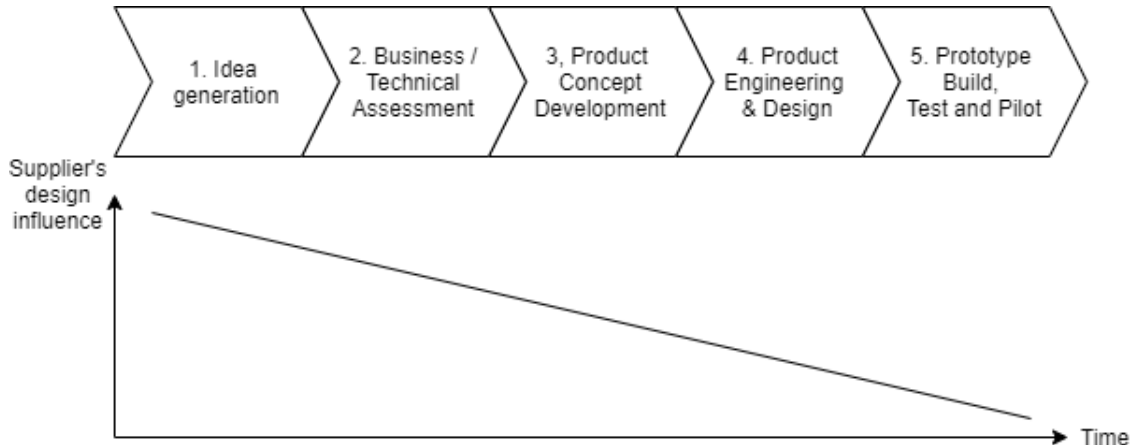 1. Idea
generation
2. Business /
Technical
Assessment
3, Product
Concept
Development
4. Product
Engineering
& Design
5. Prototype
Build,
Test and Pilot
Supplier's
design
influence
Time